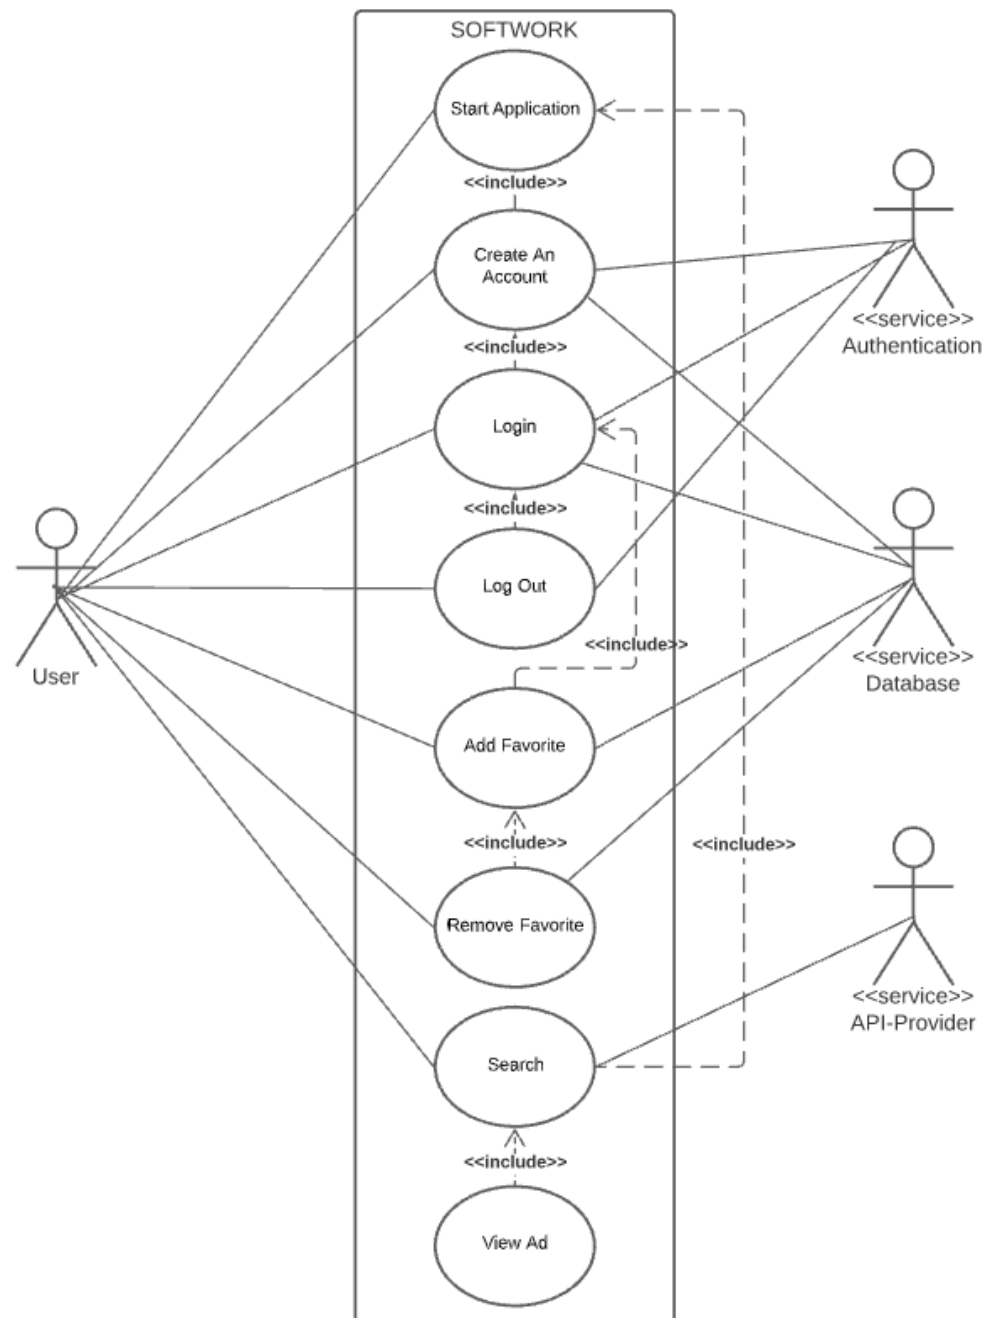 SOFTWORK
Start Application
<<include>>
Create An
Account
<<include>>
Login
<<include>>
Log Out
<<include>>
Add Favorite
<<include>>
Remove Favorite
<<include>>
Search
<<include>>
View Ad
User
<<service>>
Authentication
<<service>>
Database
<<service>>
API-Provider